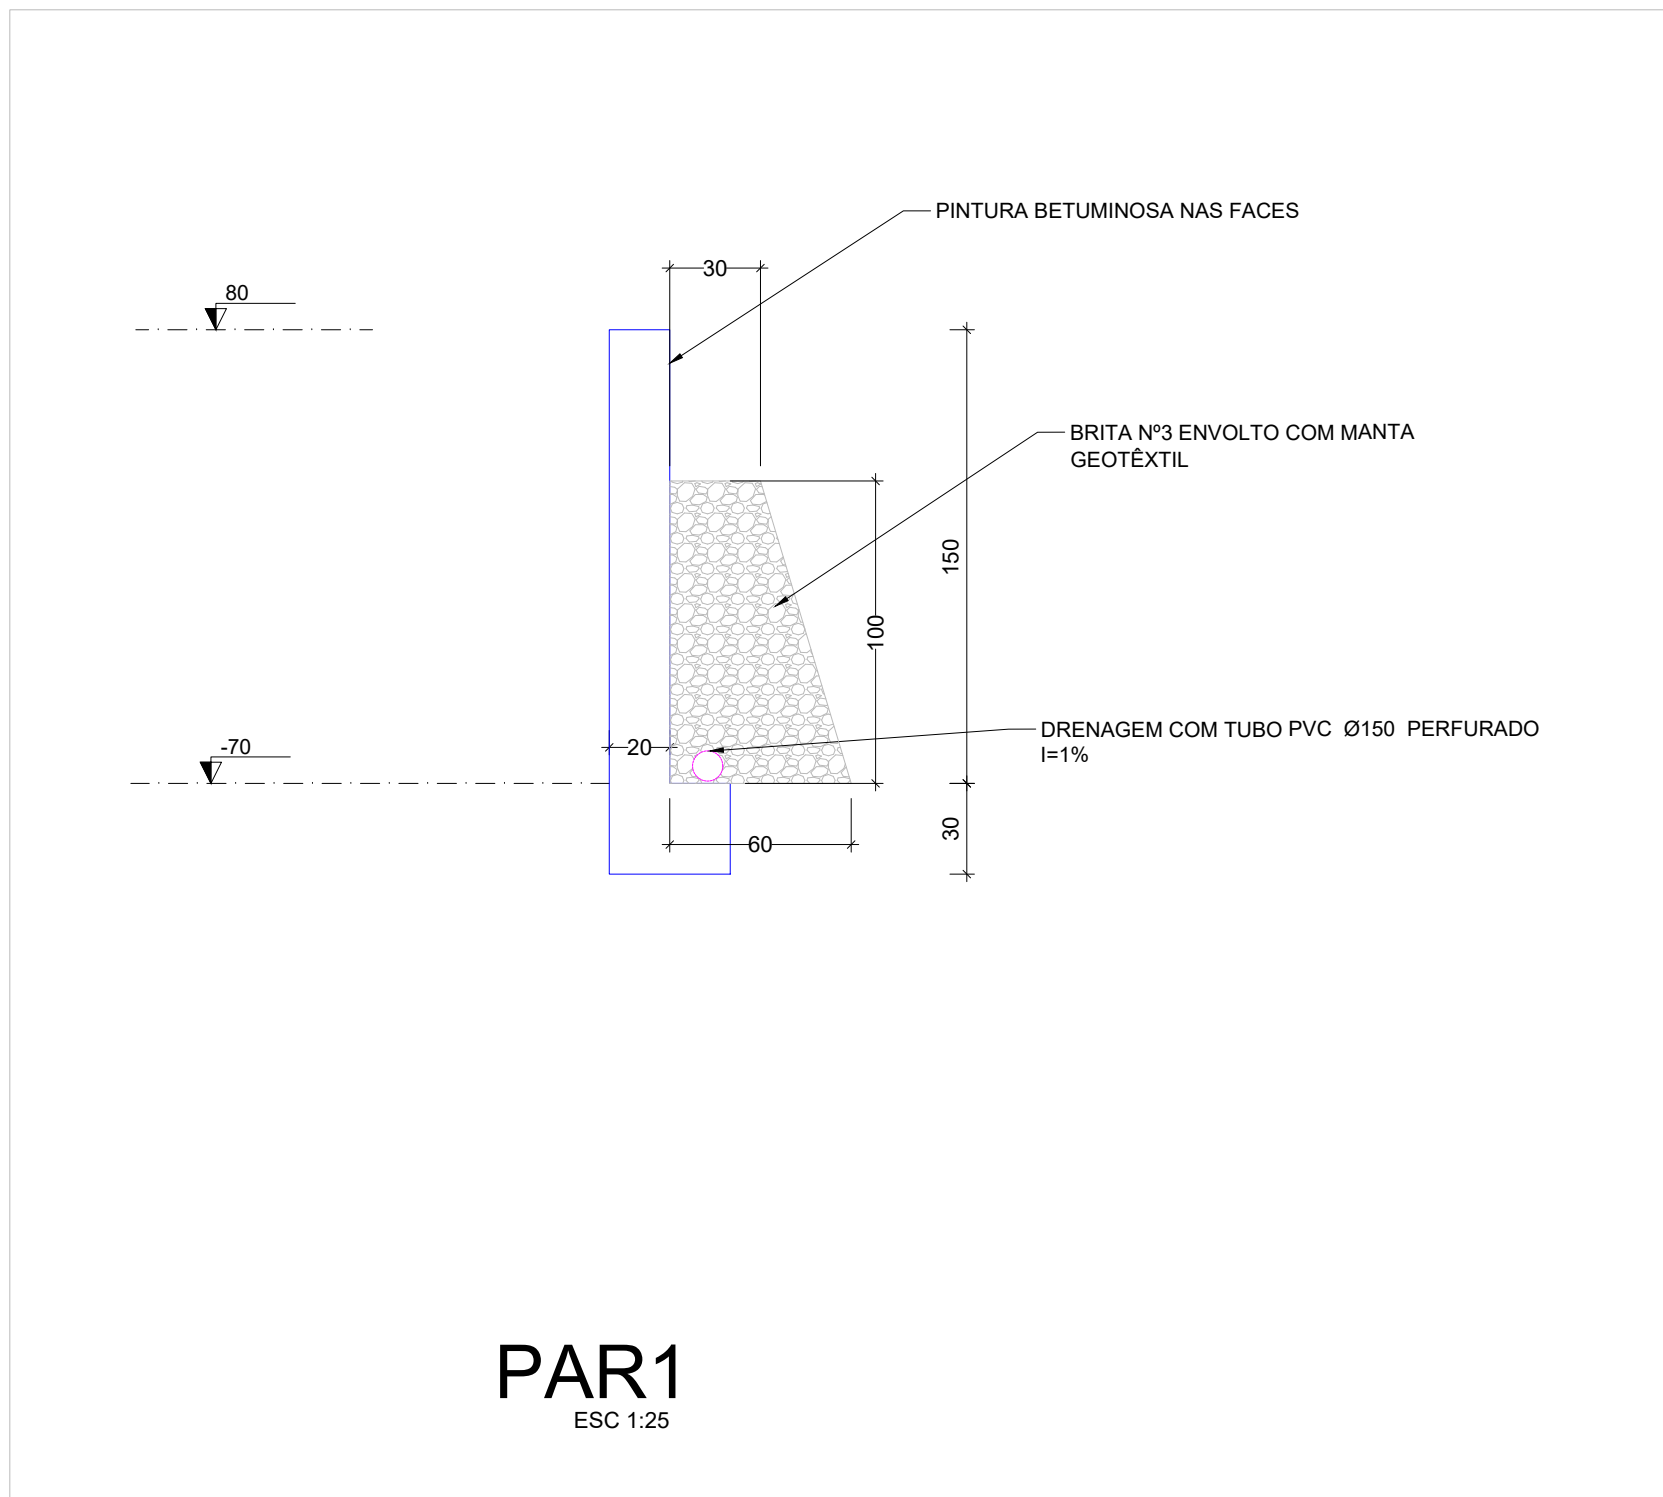 PINTURA BETUMINOSA NAS FACES
30
80
BRITA Nº3 ENVOLTO COM MANTA
GEOTÊXTIL
150
100
DRENAGEM COM TUBO PVC Ø150 PERFURADO
I=1%
-70
20
30
60
PAR1
ESC 1:25